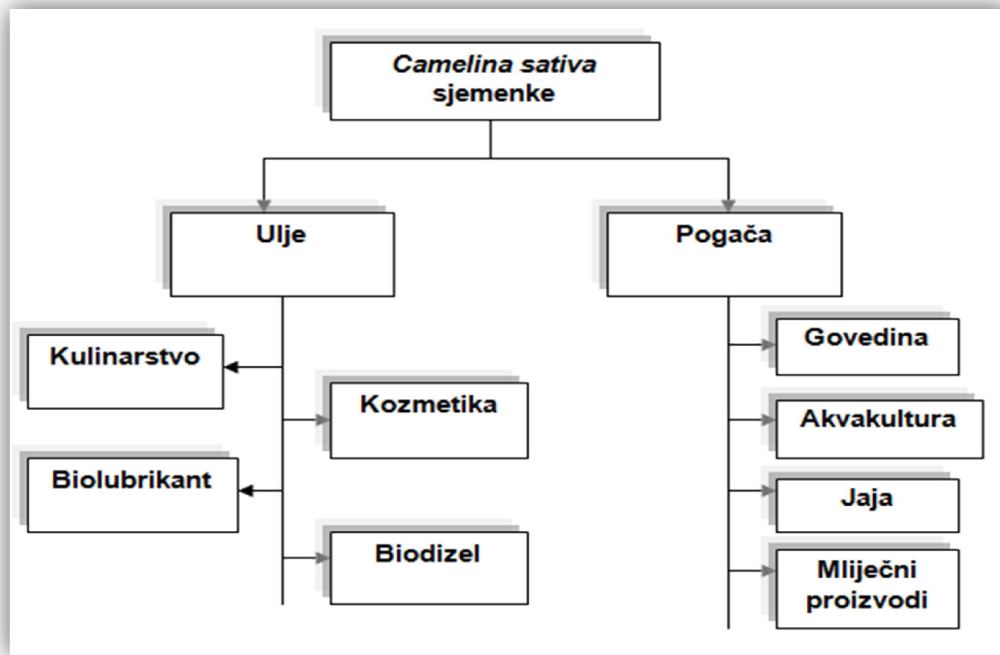 Camelina sativa
sjemenke
Ulje
Pogača
Kulinarstvo
Kozmetika
Biolubrikant
Biodizel
Govedina
Akvakultura
Jaja
Mliječni
proizvodi